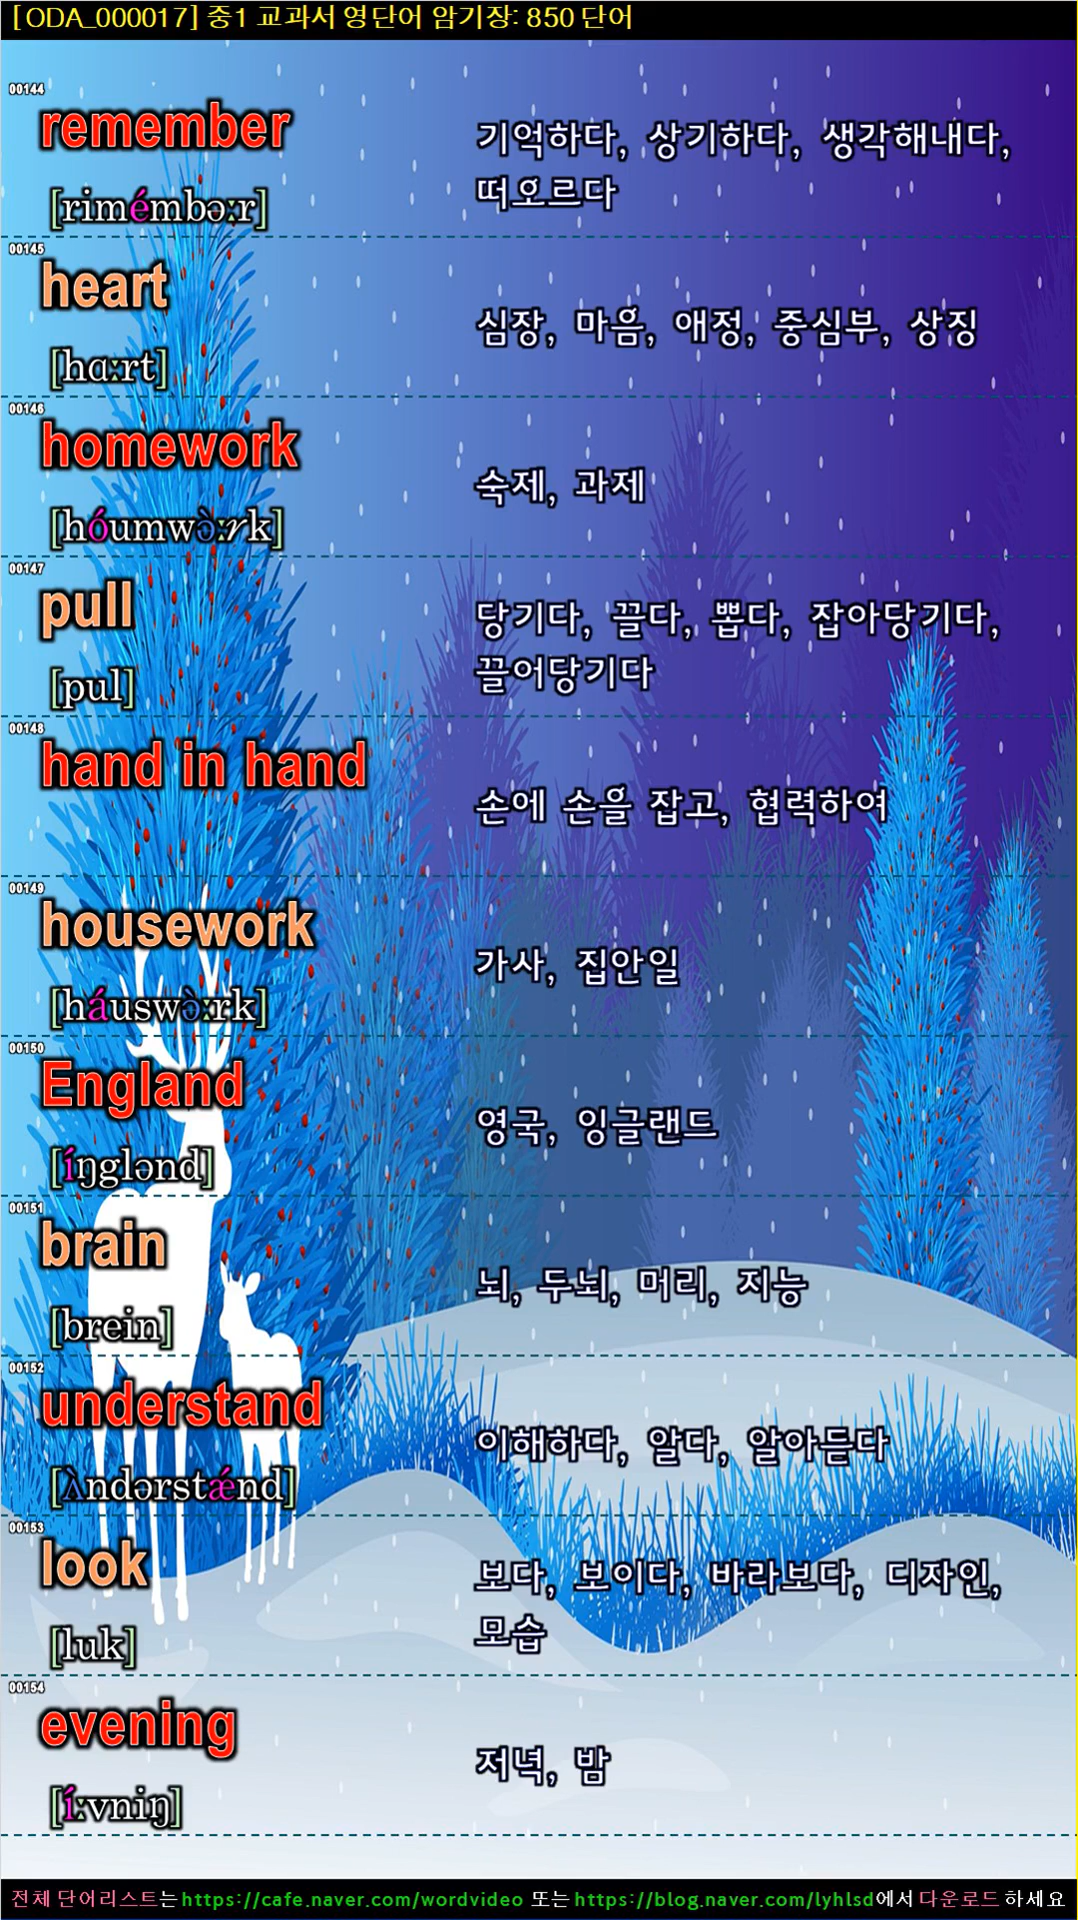 [ODA_000017] 중1 교과서 영단어 암기장: 850 단어
00144
remember
[rimémbəːr]
기억하다, 상기하다, 생각해내다,
떠오르다
00145
heart
[hɑːrt]
심장, 마음, 애정, 중심부, 상징
00146
homework
[hóumwə̀ːrk]
숙제, 과제
00147
pull
[pul]
당기다, 끌다, 뽑다, 잡아당기다,
끌어당기다
00148
hand in hand
손에 손을 잡고, 협력하여
00149
housework
[háuswə̀ːrk]
가사, 집안일
00150
England
[íŋglənd]
영국, 잉글랜드
00151
brain
[brein]
뇌, 두뇌, 머리, 지능
00152
understand
[ʌ̀ndərstǽnd]
이해하다, 알다, 알아듣다
00153
look
[luk]
보다, 보이다, 바라보다, 디자인,
모습
00154
evening
[íːvniŋ]
저녁, 밤
전체 단어리스트는 https://cafe.naver.com/wordvideo 또는 https://blog.naver.com/lyhlsd에서 다운로드 하세요